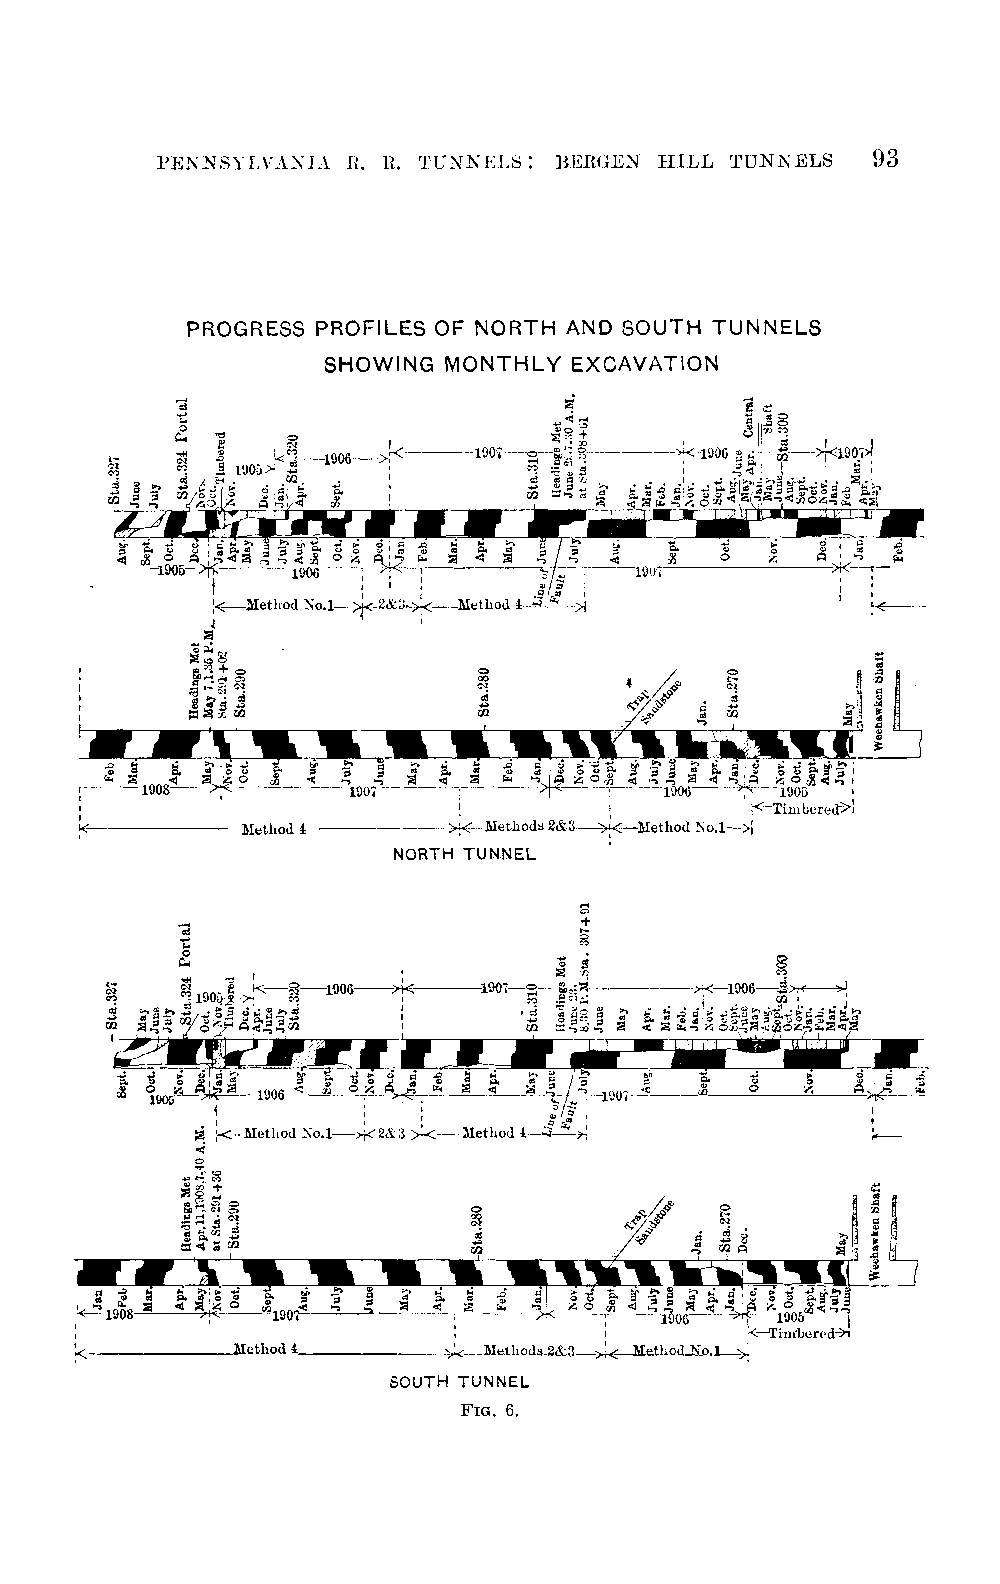 PENNSYLVANIA R. R. TUNNELS: BERGEN HILL TUNNELS 93
PROGRESS PROFILES OF NORTH AND SOUTH TUNNELS
SHOWING MONTHLY EXCAVATION
Sta.327
June
July
Sta.324 Portal
Nov.
Oct.
Timbered
Nov.
1905
Dec.
Jan.
Sta.320
Apr.
1906
Sept.
1907
Sta.310
Headings Met
June 7.30 A.M.
at Sta.308+61
May
Apr.
Mar.
Feb.
Jan.
1906
Oct.
Sept.
Aug.
June
May
Apr.
Central
Shaft
Jan.
May
June
Sta.300
Aug.
Sept.
Oct.
Nov.
Jan.
1907
Feb
Mar.
Apr.
May
Aug.
Sept.
Oct.
Dec.
Jan.
Apr.
May
June
July
Aug.
Sept.
Oct.
Nov.
Dec.
Jan.
Feb.
Mar.
Apr.
May
June
July
Aug.
Sept.
Oct.
Nov.
Dec.
Jan.
Feb.
1905 1906 Line of Fault 1907
Method No.1 2&3 Method 4
Headings Met
May 7,1.35 P.M.
Sta. 291+02
Sta.290
Sta.280
Trap
Sandstone
Jan.
Sta.270
May
Weehawken Shaft
Feb
Mar.
Apr.
May
Nov.
Oct.
Sept.
Aug.
July
June
May
Apr.
Mar.
Feb.
Jan.
Dec.
Nov.
Oct.
Sept.
Aug.
July
June
May
Apr.
Jan.
Dec.
Nov.
Oct.
Sept.
Aug.
July
1908 1907 1906 1905
Timbered
Method 4 Methods 2&3 Method No.1
NORTH TUNNEL
Sta.327
May
June
July
Sta.324 Portal
1905
Oct.
Nov.
Timbered
Dec.
Apr.
June
July
Sta.320
1906
1907
Sta.310
Headings Met
June 22.
8.30 P.M. Sta. 307+91
June
May
Apr.
Mar.
Feb.
Jan.
Nov.
1906
Oct.
Sept.
June
May
Aug.
Sept.
Sta.300
Oct.
Nov.
Jan.
Feb.
Mar.
Apr.
May
Sept.
Oct.
Nov.
Dec.
Jan.
May
Aug.
Sept.
Oct.
Nov.
Dec.
Jan.
Feb.
Mar.
Apr.
May
June
July
Aug.
Sept.
Oct.
Nov.
Dec.
Jan.
Feb.
1905 1906 Line of Fault 1907
Method No.1 2&3 Method 4
Headings Met
Apr.11,1908,7.40 A.M.
at Sta. 291+36
Sta.290
Sta.280
Trap
Sandstone
Jan.
Sta.270
Dec.
May
Weehawken Shaft
Jan
Feb
Mar.
Apr.
May
Nov.
Oct.
Sept
Aug.
July
June
May
Apr.
Mar.
Feb.
Jan.
Nov.
Oct.
Sept
Aug.
July
June
May
Apr.
Jan.
Dec.
Nov.
Oct.
Sept.
Aug.
July
June
1908 1907 1906 1905
Timbered
Method 4 Methods 2&3 Method No.1
SOUTH TUNNEL
FIG. 6.